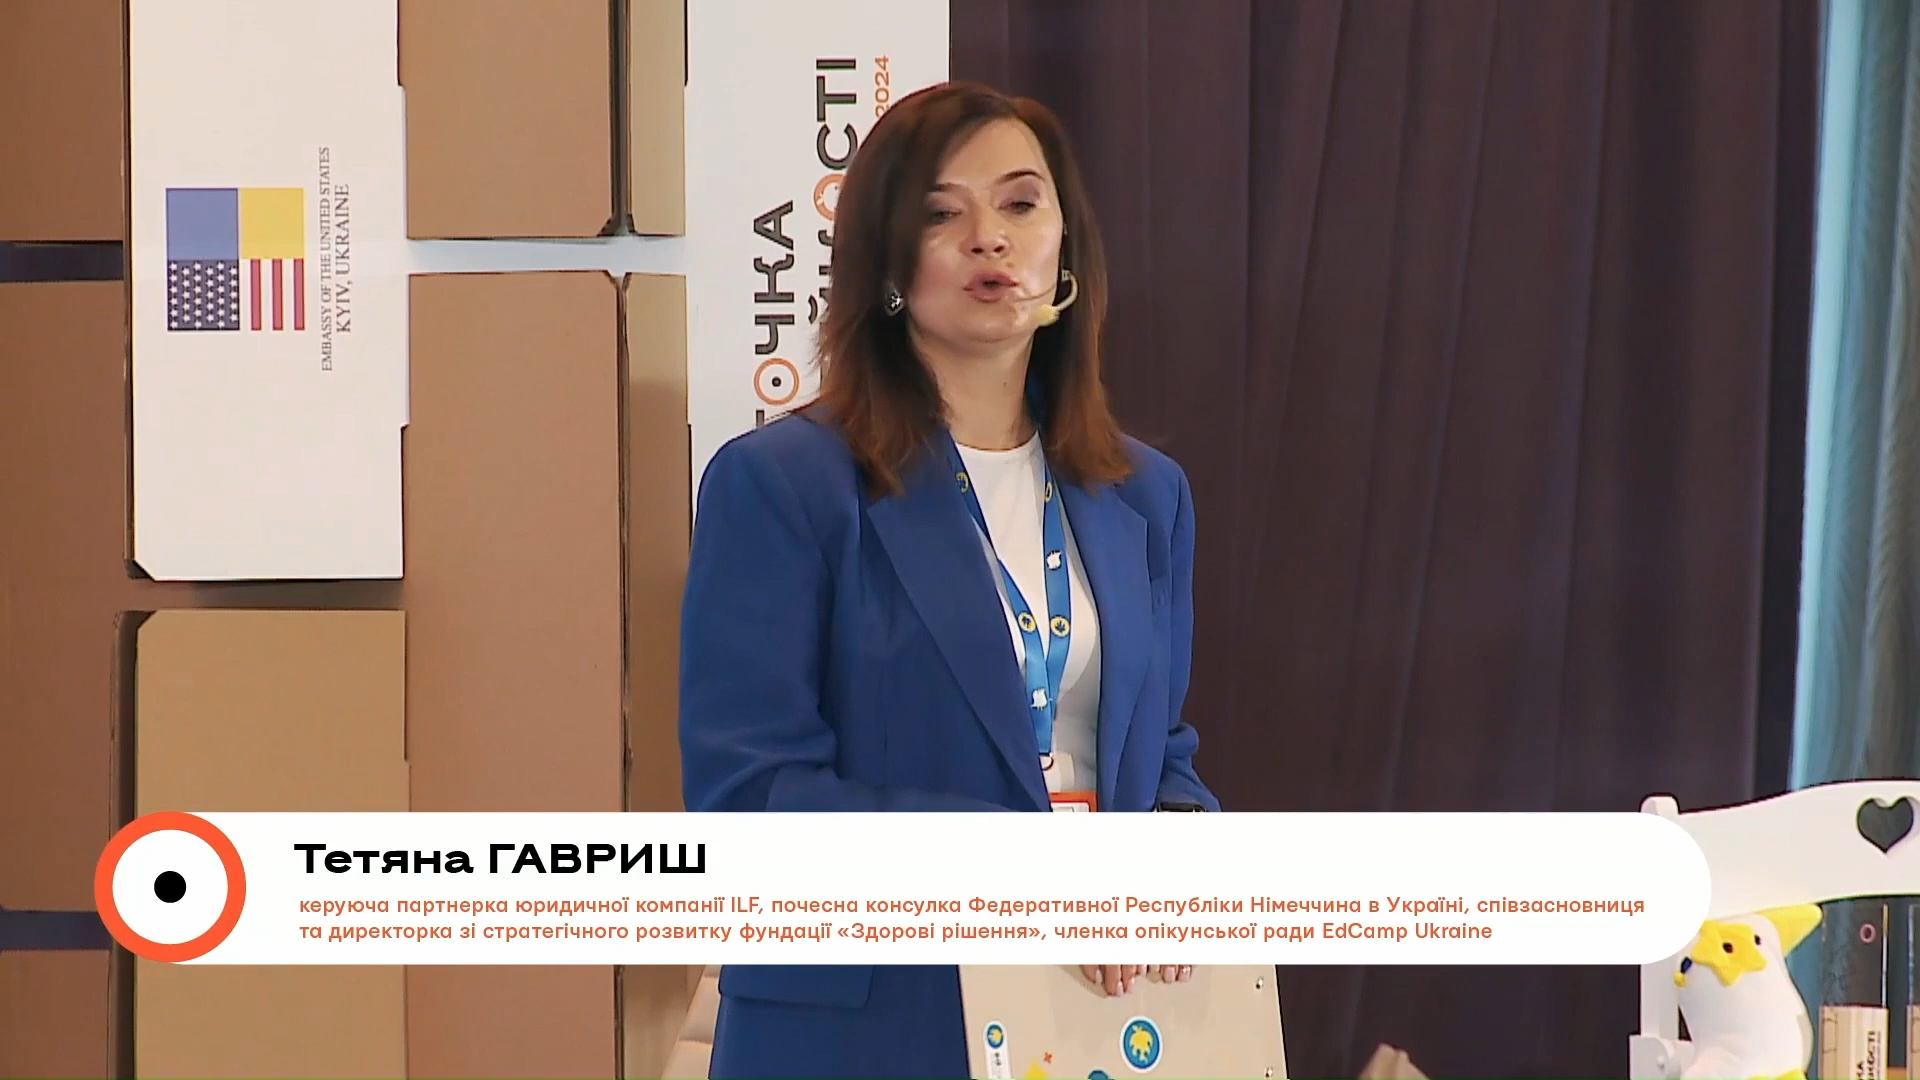 EMBASSY OF THE UNITED STATES
KYIV, UKRAINE
2024
Тетяна ГАВРИШ
керуюча партнерка юридичної компанії ILF, почесна консулка Федеративної Республіки Німеччина в Україні, співзасновниця
та директорка зі стратегічного розвитку фундації «Здорові рішення», членка опікунської ради EdCamp Ukraine